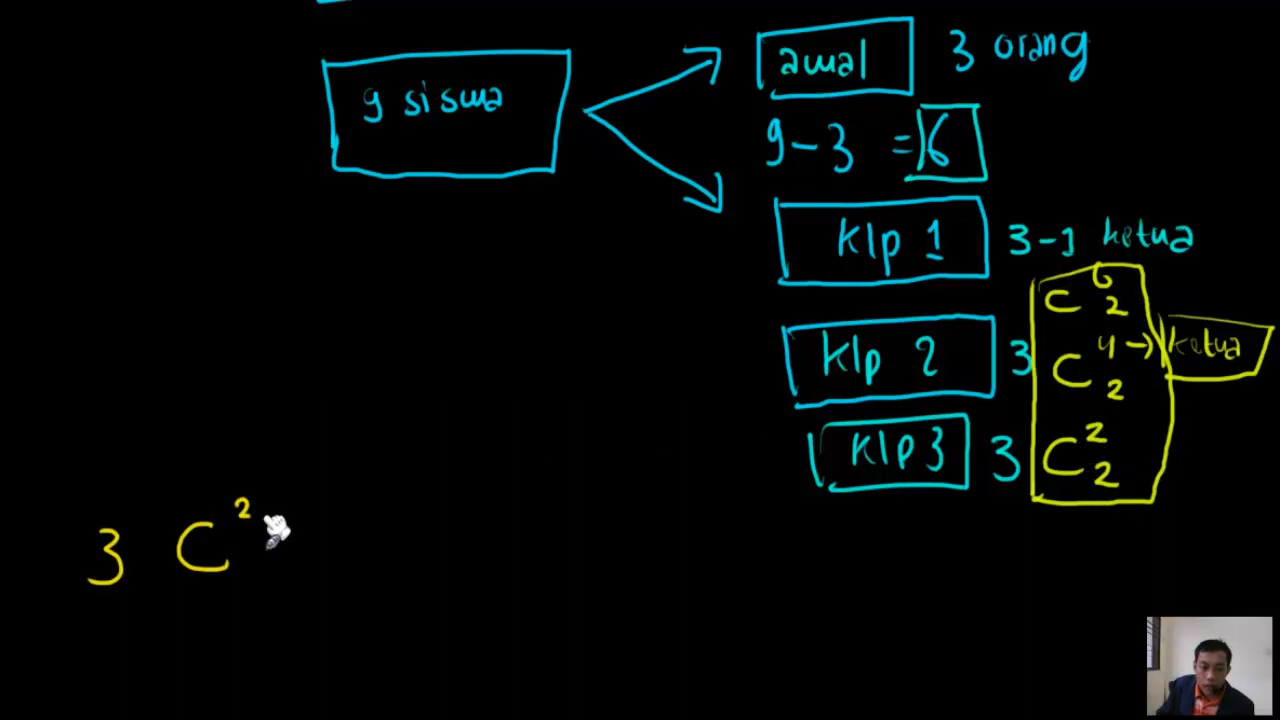 9 siswa
awal 3 orang
9 - 3 = 6
klp 1 3 - 1 ketua
C 6 2
klp 2 3 C 4 2 → ketua
klp 3 3 C 2 2
3 C 2